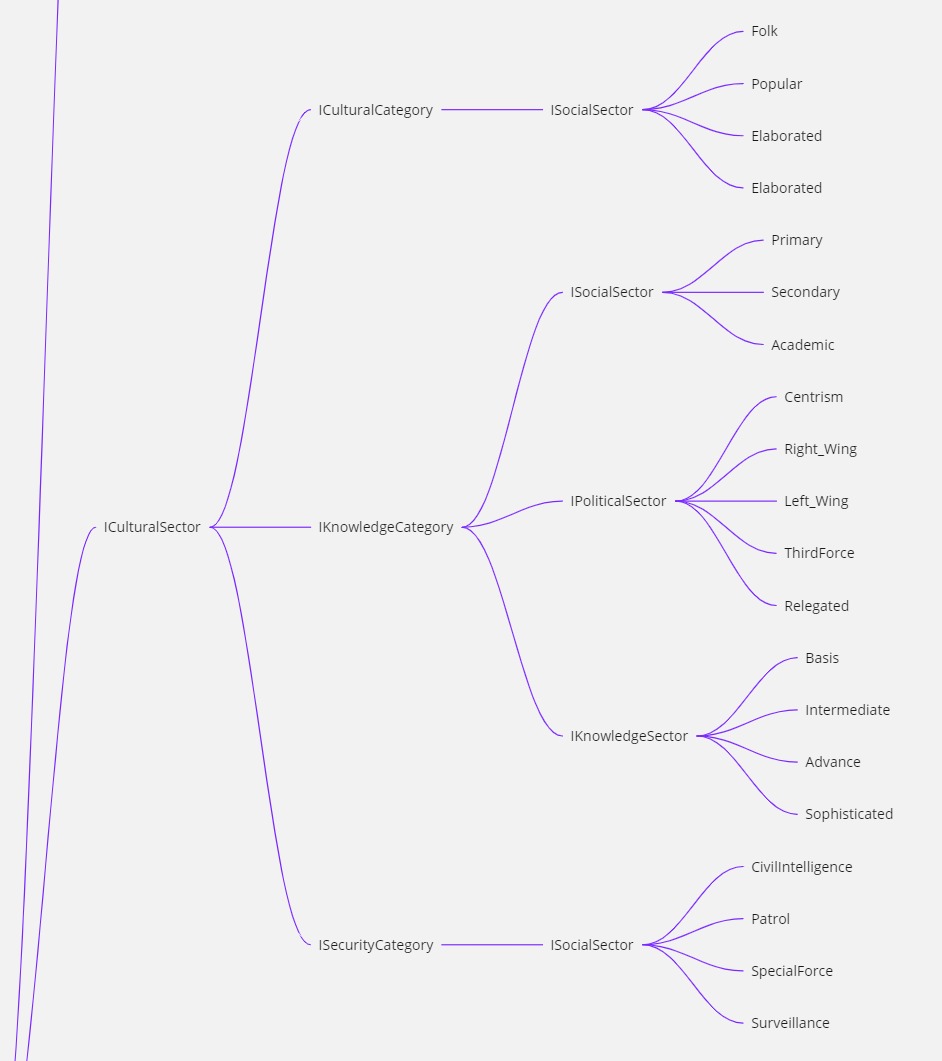 Folk
Popular
ICulturalCategory ISocialSector
Elaborated
Elaborated
Primary
ISocialSector Secondary
Academic
Centrism
Right_Wing
IPoliticalSector Left_Wing
ICulturalSector IKnowledgeCategory
ThirdForce
Relegated
Basis
Intermediate
IKnowledgeSector
Advance
Sophisticated
CivilIntelligence
Patrol
ISecurityCategory ISocialSector
SpecialForce
Surveillance